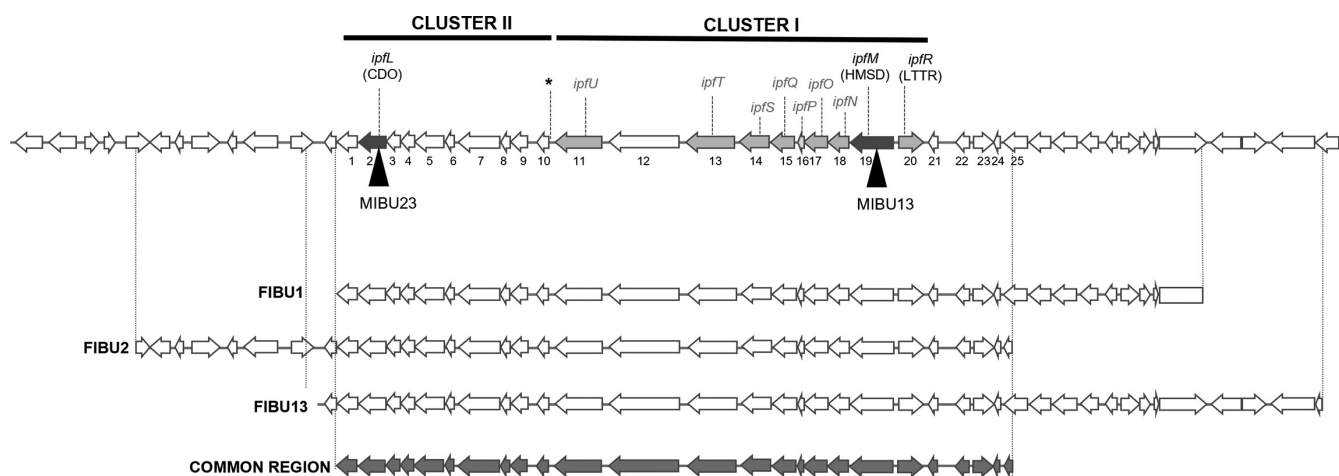 CLUSTER II CLUSTER I
ipfL (CDO) * ipfU ipfT ipfS ipfQ ipfP ipfO ipfN ipfM (HMSD) ipfR (LTTR)
1 2 3 4 5 6 7 8 9 10 11 12 13 14 15 16 17 18 19 20 21 22 23 24 25
MIBU23 MIBU13
FIBU1
FIBU2
FIBU13
COMMON REGION